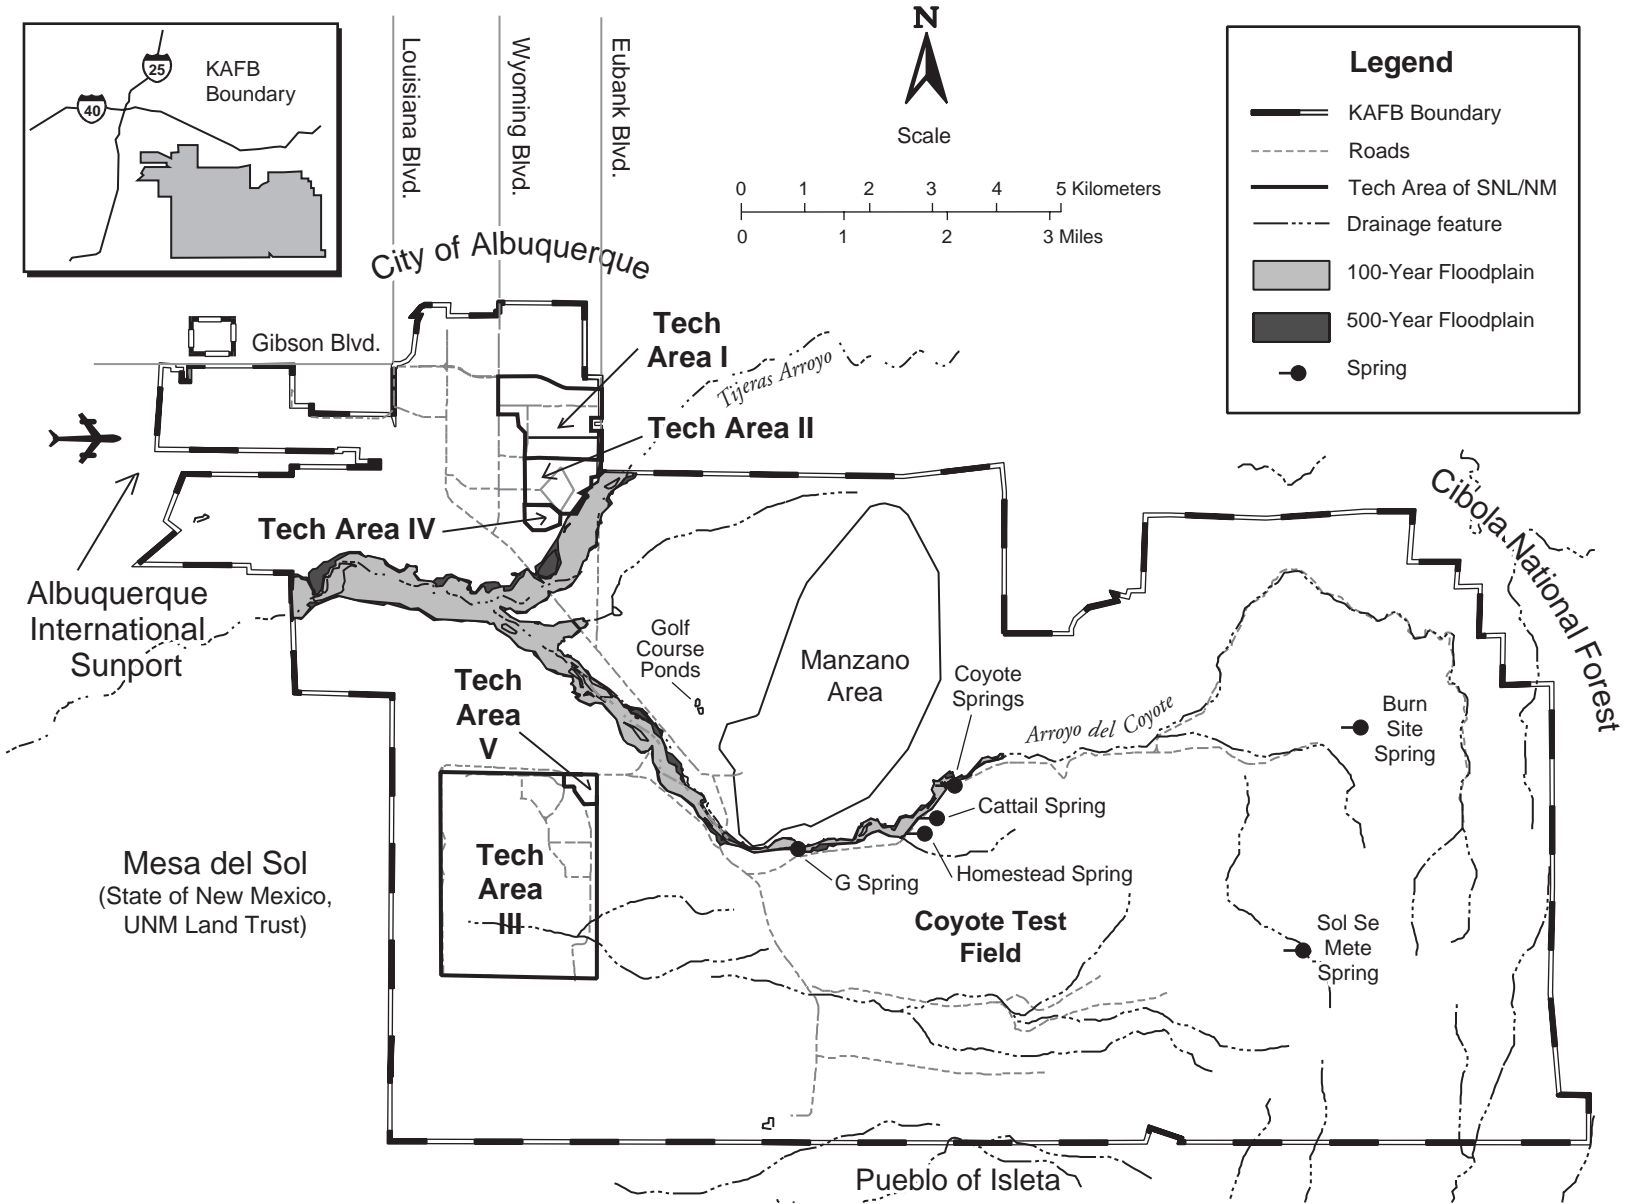 25
40
KAFB
Boundary
Louisiana Blvd.
Wyoming Blvd.
Eubank Blvd.
N
Scale
0 1 2 3 4 5 Kilometers
0 1 2 3 Miles
Legend
KAFB Boundary
Roads
Tech Area of SNL/NM
Drainage feature
100-Year Floodplain
500-Year Floodplain
Spring
City of Albuquerque
Gibson Blvd.
Tech
Area I
Tijeras Arroyo
Tech Area II
Tech Area IV
Albuquerque
International
Sunport
Cibola National Forest
Golf
Course
Ponds
Manzano
Area
Coyote
Springs
Arroyo del Coyote
Burn
Site
Spring
Tech
Area
V
Cattail Spring
Homestead Spring
G Spring
Tech
Area
III
Mesa del Sol
(State of New Mexico,
UNM Land Trust)
Coyote Test
Field
Sol Se
Mete
Spring
Pueblo of Isleta